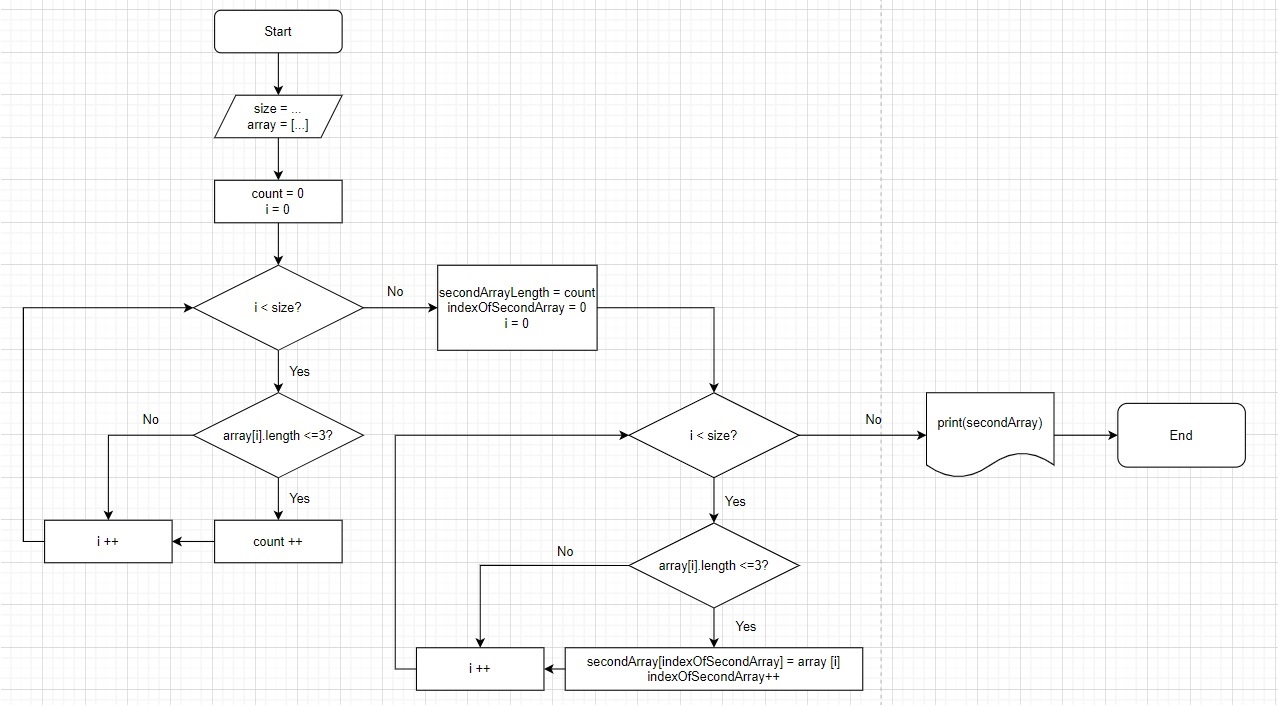 Start
size = ...
array = [...]
count = 0
i = 0
i < size?
No
secondArrayLength = count
indexOfSecondArray = 0
i = 0
Yes
array[i].length <=3?
No
Yes
i ++
count ++
i < size?
No
print(secondArray)
End
Yes
array[i].length <=3?
No
Yes
i ++
secondArray[indexOfSecondArray] = array [i]
indexOfSecondArray++